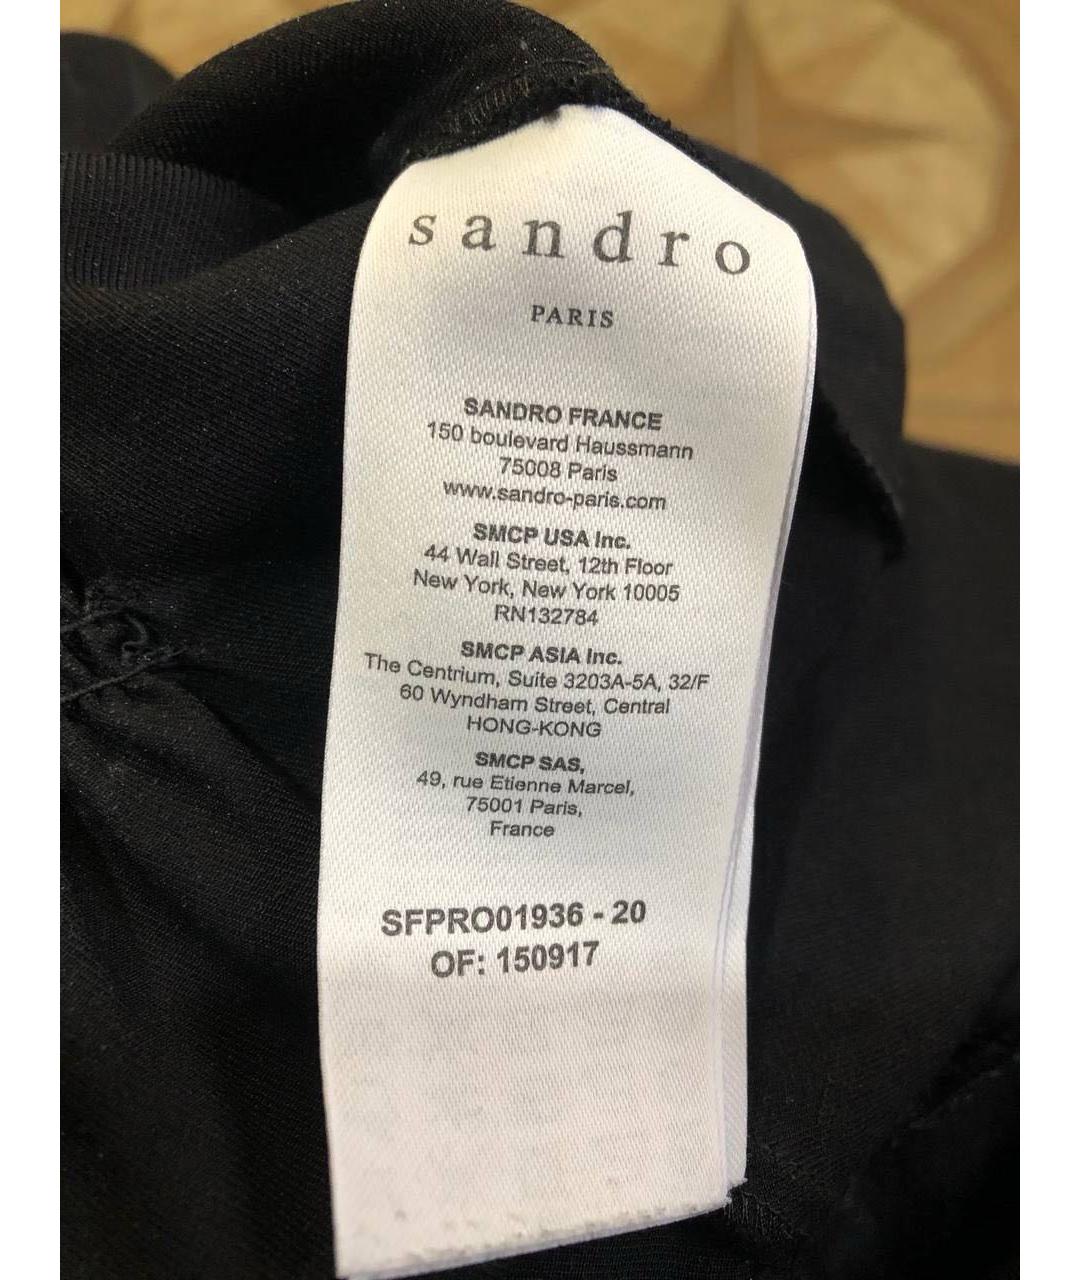 sandro
PARIS
SANDRO FRANCE
150 boulevard Haussmann
75008 Paris
www.sandro-paris.com
SMCP USA Inc.
44 Wall Street, 12th Floor
New York, New York 10005
RN132784
SMCP ASIA Inc.
The Centrium, Suite 3203A-5A, 32/F
60 Wyndham Street, Central
HONG-KONG
SMCP SAS,
49, rue Etienne Marcel,
75001 Paris,
France
SFPRO01936 - 20
OF: 150917